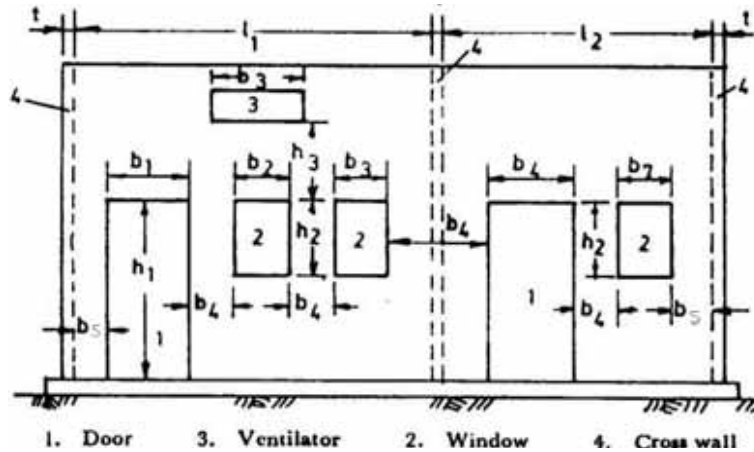 t l₁ l₂ t
4
b₃
4 4
3
b₁ b₂ h₃ b₃ b₄ b₇
h₁ 2 h₂ 2 b₄ h₂ 2
b₅ 1 b₄ b₄ 1 b₄ b₅
1. Door 3. Ventilator 2. Window 4. Cross wall